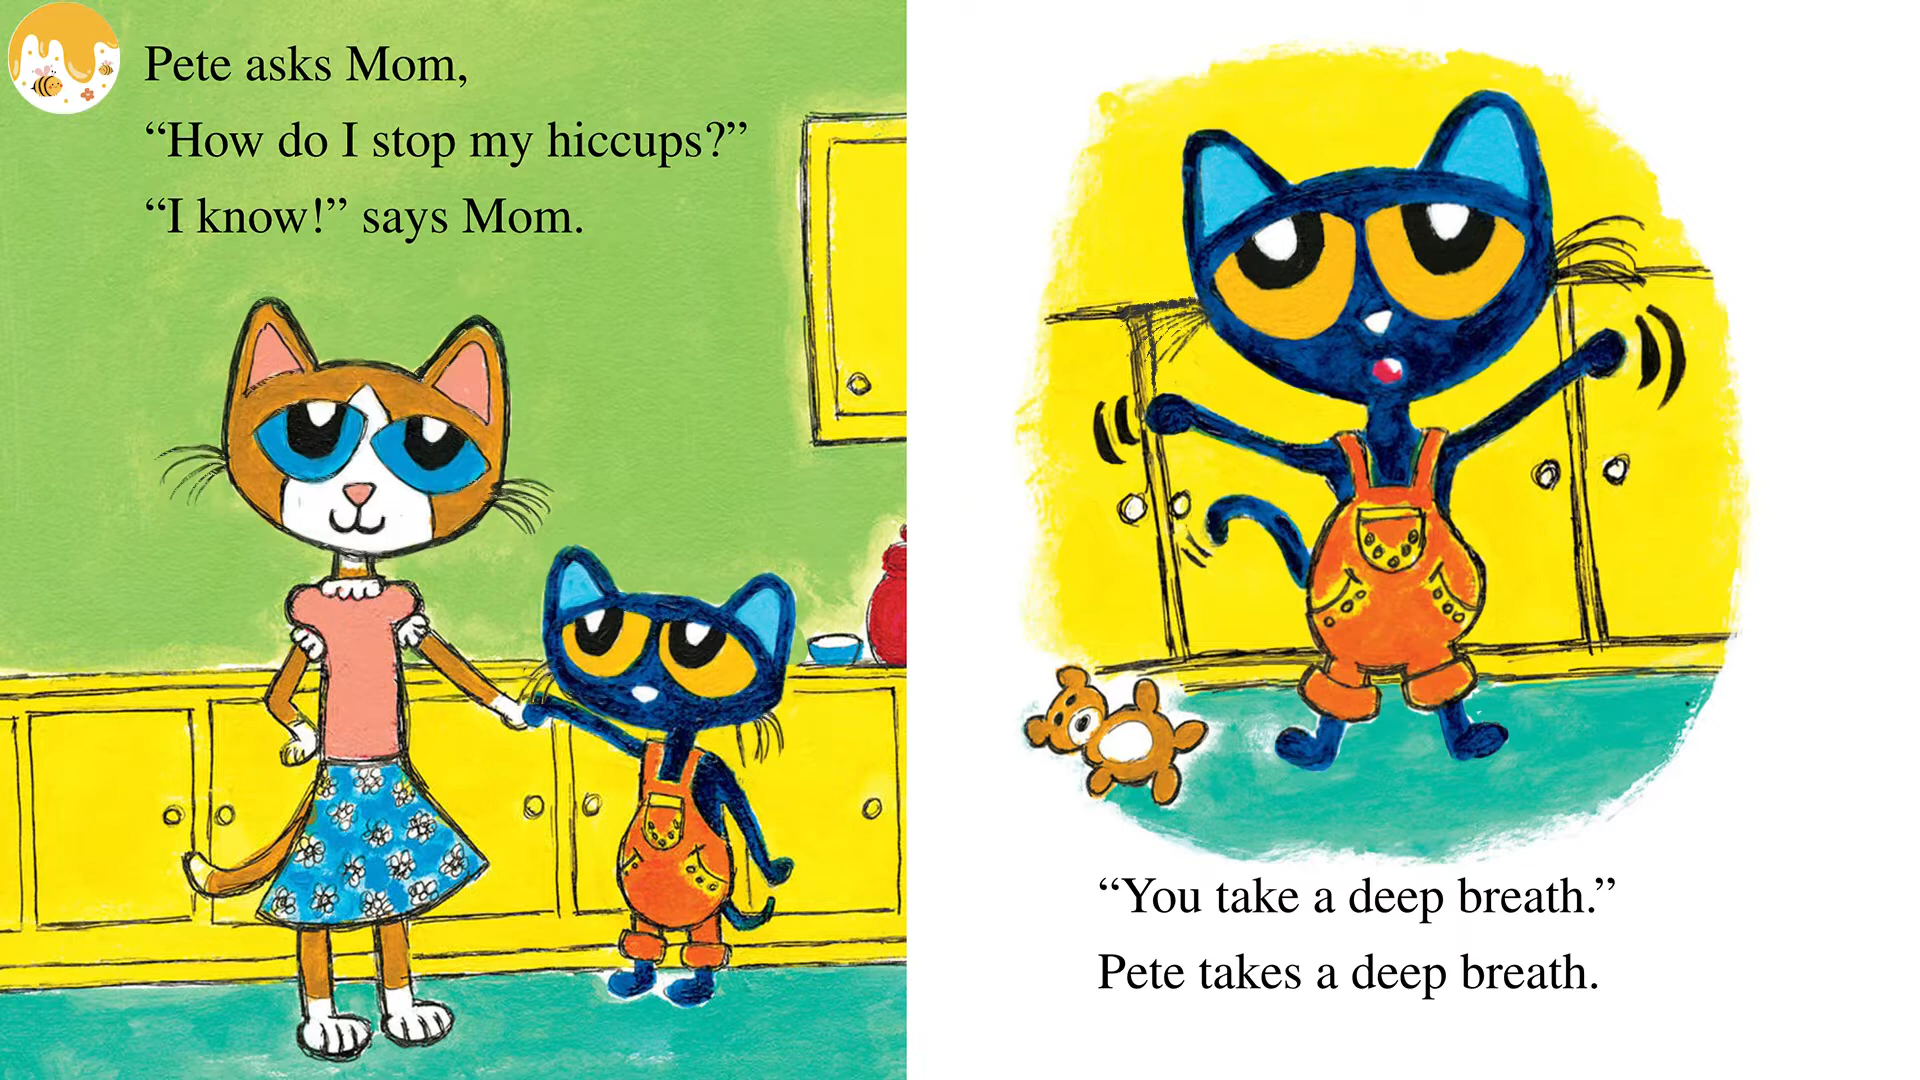 Pete asks Mom,
“How do I stop my hiccups?”
“I know!” says Mom.
“You take a deep breath.”
Pete takes a deep breath.